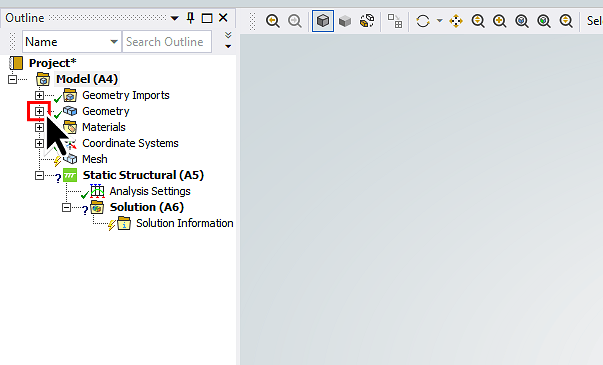 Outline
Name Search Outline
Project*
Model (A4)
Geometry Imports
Geometry
Materials
Coordinate Systems
Mesh
Static Structural (A5)
Analysis Settings
Solution (A6)
Solution Information
Sel